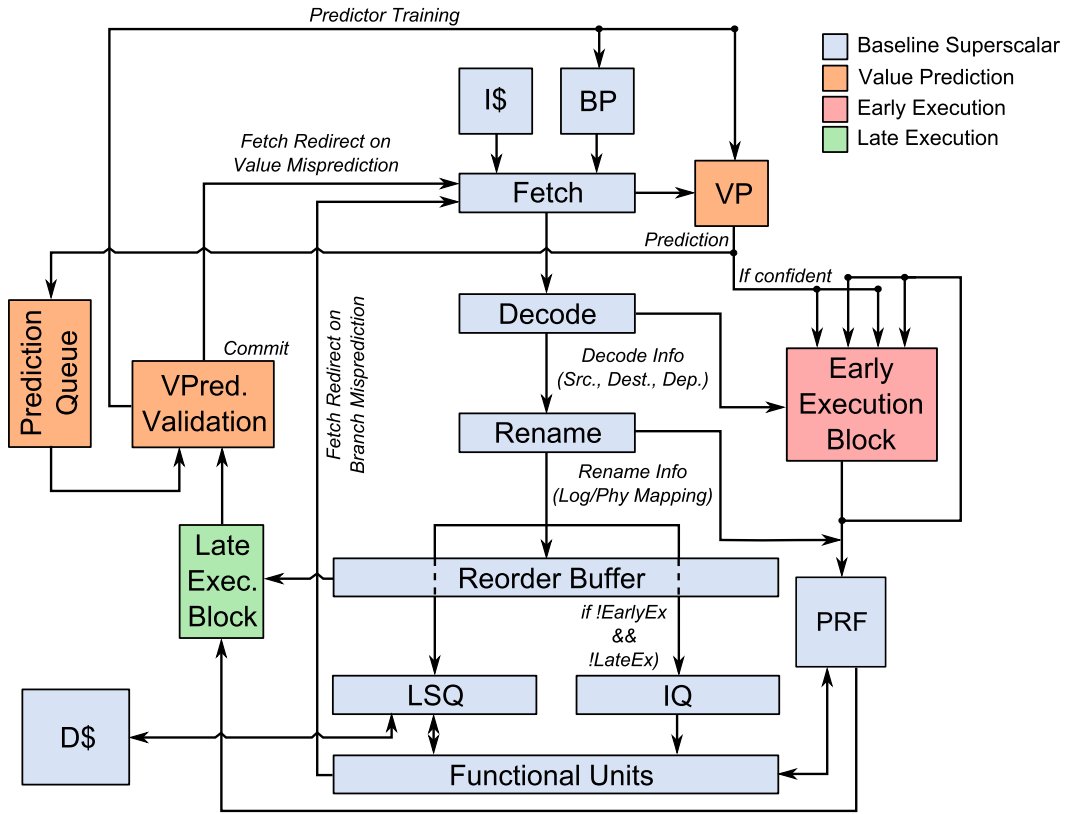 Predictor Training
Baseline Superscalar
Value Prediction
Early Execution
Late Execution
I$
BP
Fetch Redirect on
Value Misprediction
Fetch
VP
Prediction
If confident
Prediction
Queue
Commit
VPred.
Validation
Fetch Redirect on
Branch Misprediction
Decode
Decode Info
(Src., Dest., Dep.)
Early
Execution
Block
Rename
Rename Info
(Log/Phy Mapping)
Late
Exec.
Block
Reorder Buffer
if !EarlyEx
&&
!LateEx)
PRF
LSQ
IQ
D$
Functional Units